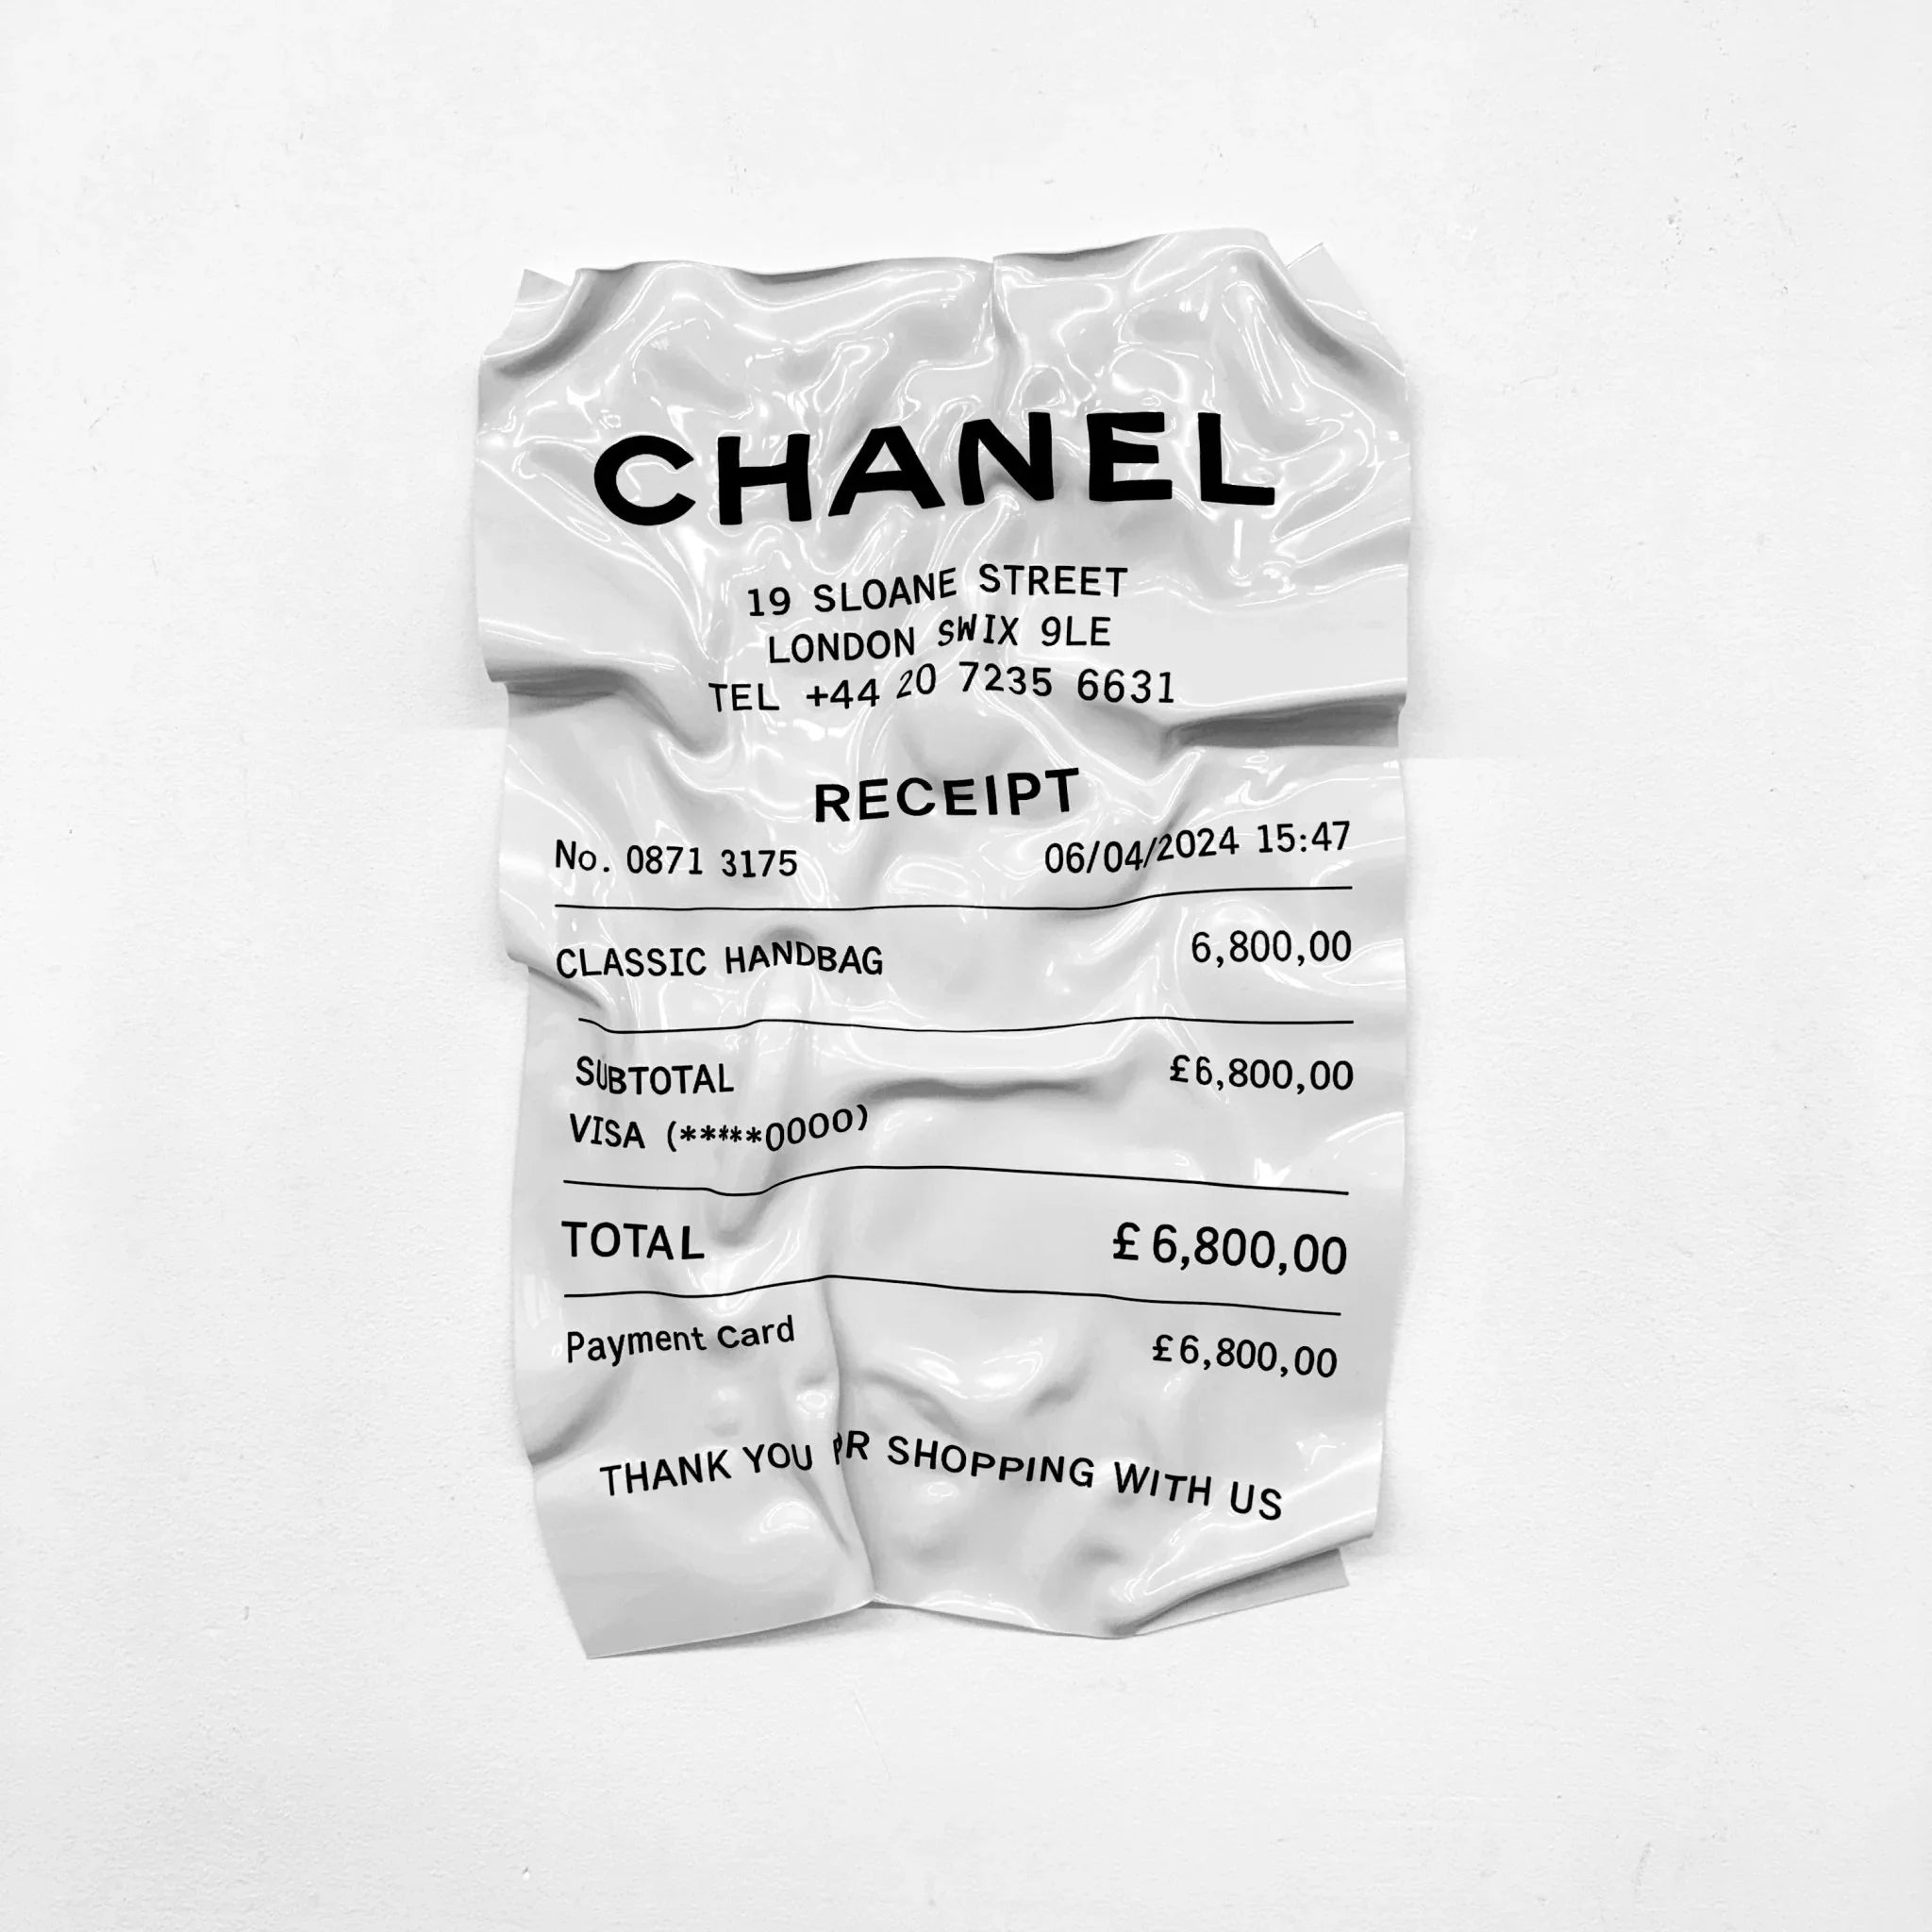 CHANEL
19 SLOANE STREET
LONDON SWIX 9LE
TEL +44 20 7235 6631
RECEIPT
No. 0871 3175 06/04/2024 15:47
CLASSIC HANDBAG 6,800,00
SUBTOTAL £6,800,00
VISA (*****0000)
TOTAL £6,800,00
Payment Card £6,800,00
THANK YOU SHOPPING WITH US